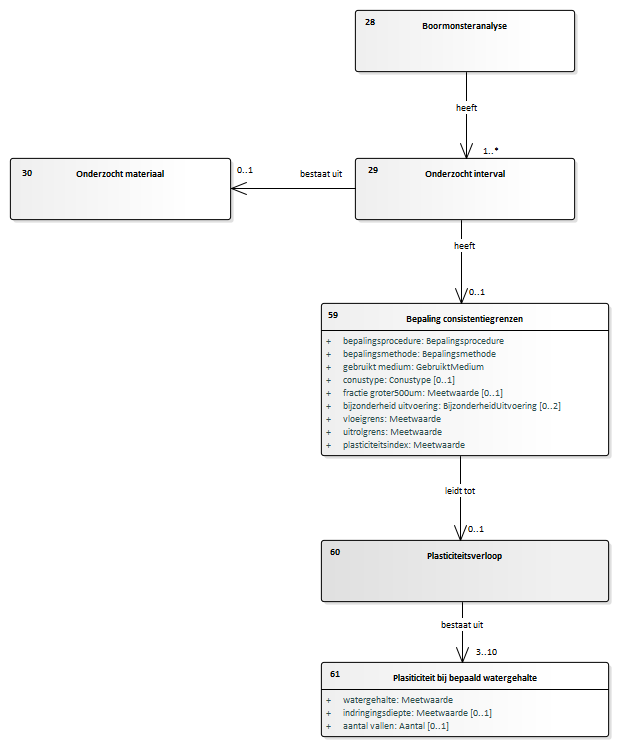 28
Boormonsteranalyse
heeft
1..*
30
Onderzocht materiaal
0..1
bestaat uit
29
Onderzocht interval
heeft
0..1
59
Bepaling consistentiegrenzen
+ bepalingsprocedure: Bepalingsprocedure
+ bepalingsmethode: Bepalingsmethode
+ gebruikt medium: GebruiktMedium
+ conustype: Conustype [0..1]
+ fractie groter500um: Meetwaarde [0..1]
+ bijzonderheid uitvoering: BijzonderheidUitvoering [0..2]
+ vloeigrens: Meetwaarde
+ uitrolgrens: Meetwaarde
+ plasticiteitsindex: Meetwaarde
leidt tot
0..1
60
Plasticiteitsverloop
bestaat uit
3..10
61
Plasiticiteit bij bepaald watergehalte
+ watergehalte: Meetwaarde
+ indringingsdiepte: Meetwaarde [0..1]
+ aantal vallen: Aantal [0..1]